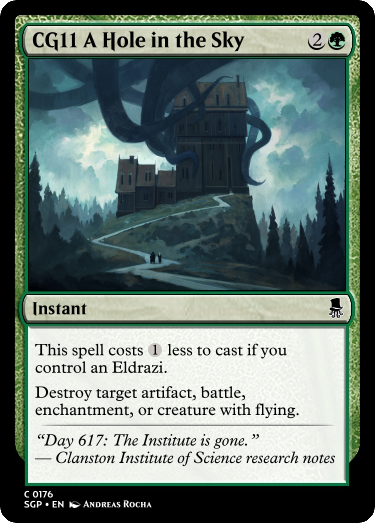 CG11 A Hole in the Sky 2
Instant
This spell costs 1 less to cast if you
control an Eldrazi.
Destroy target artifact, battle,
enchantment, or creature with flying.
“Day 617: The Institute is gone.”
— Clanston Institute of Science research notes
C 0176
SGP • EN Andreas Rocha